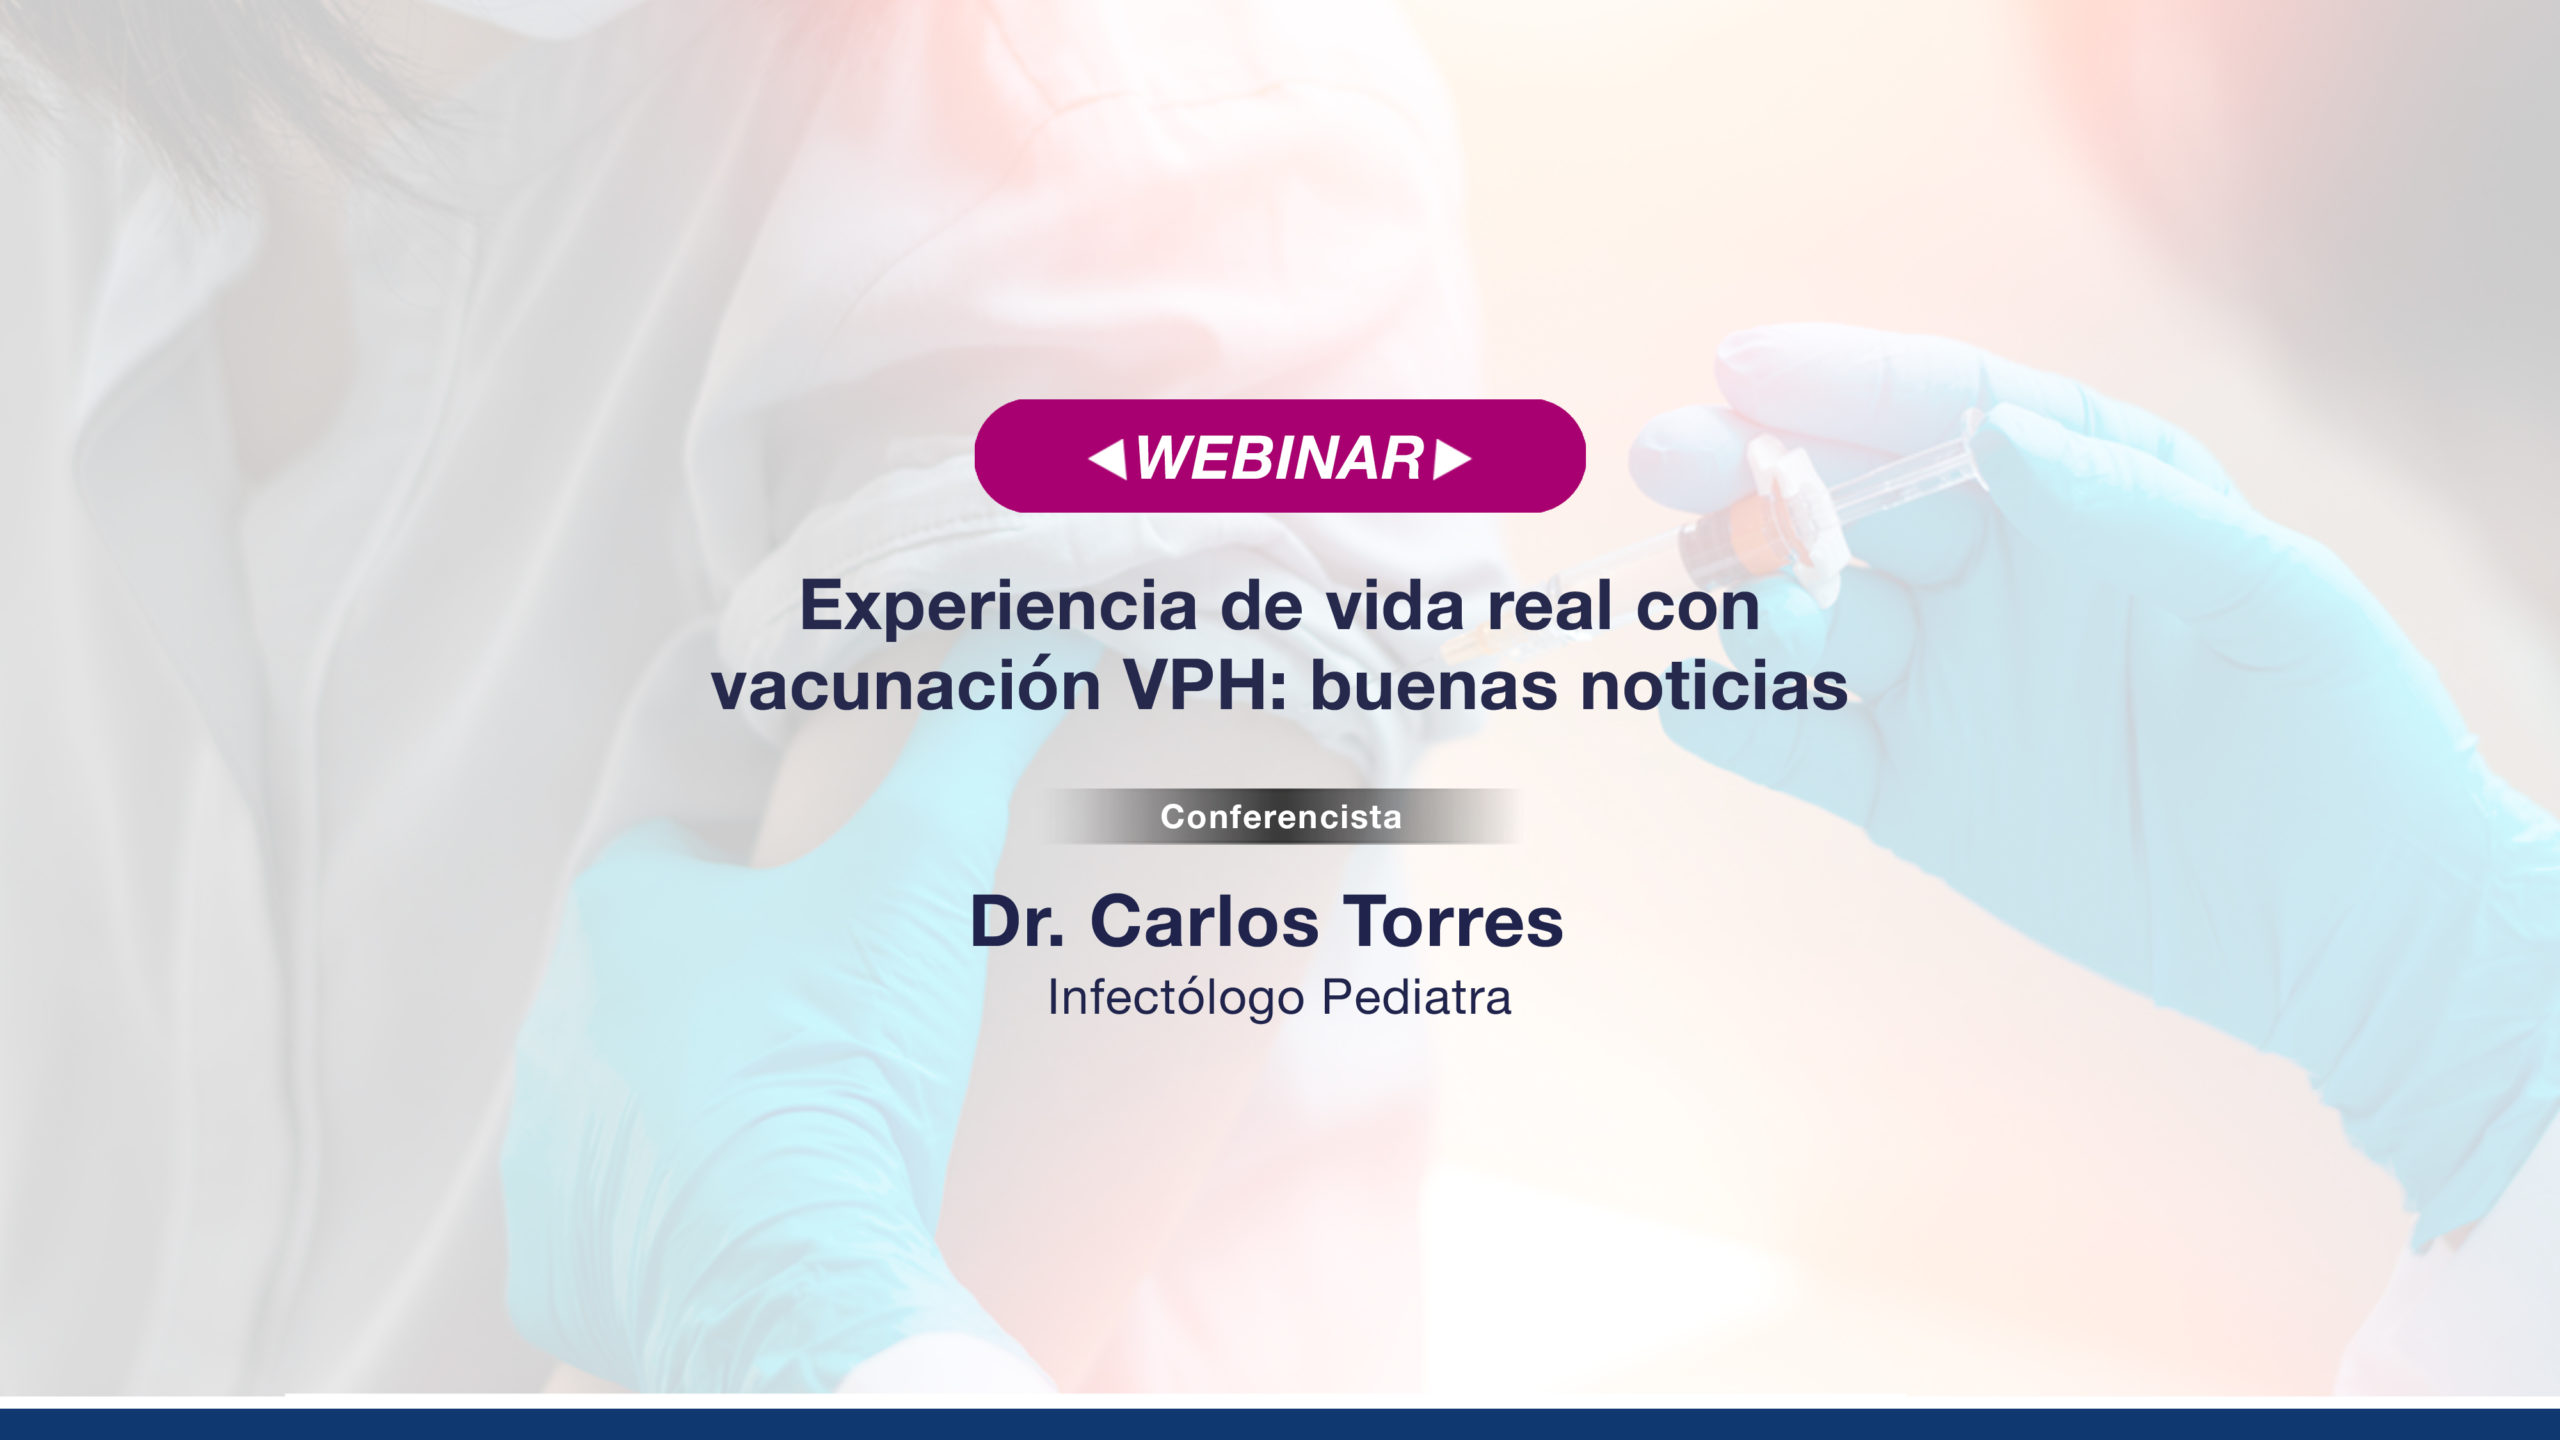 WEBINAR
Experiencia de vida real con
vacunación VPH: buenas noticias
Conferencista
Dr. Carlos Torres
Infectólogo Pediatra